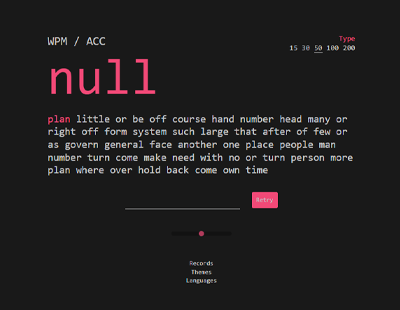 WPM / ACC
Type
15 30 50 100 200
null
plan little or be off course hand number head many or
right off form system such large that after of few or
as govern general face another one place people man
number turn come make need with no or turn person more
plan where over hold back come own time
Retry
Records
Themes
Languages